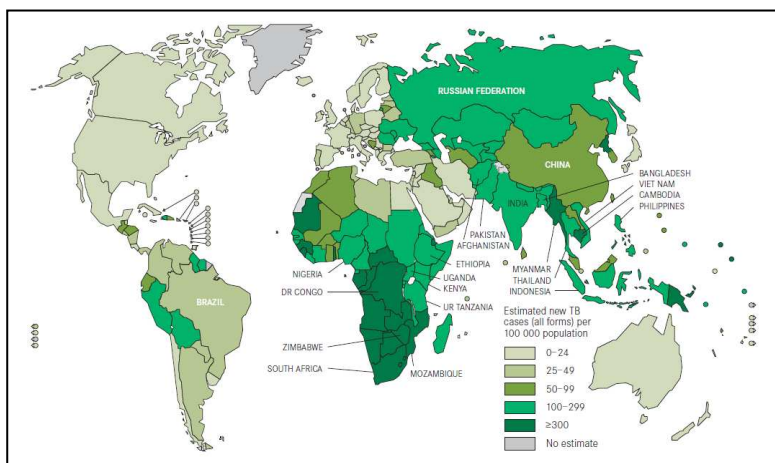 RUSSIAN FEDERATION
CHINA
BANGLADESH
VIET NAM
CAMBODIA
PHILIPPINES
INDIA
PAKISTAN
AFGHANISTAN
ETHIOPIA
UGANDA
KENYA
UR TANZANIA
NIGERIA
DR CONGO
BRAZIL
ZIMBABWE
SOUTH AFRICA
MOZAMBIQUE
MYANMAR
THAILAND
INDONESIA
Estimated new TB
cases (all forms) per
100 000 population
0–24
25–49
50–99
100–299
≥300
No estimate